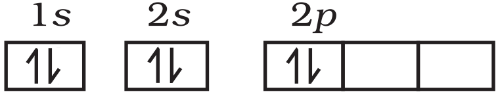 1s 2s 2p
⥮ ⥮ ⥮